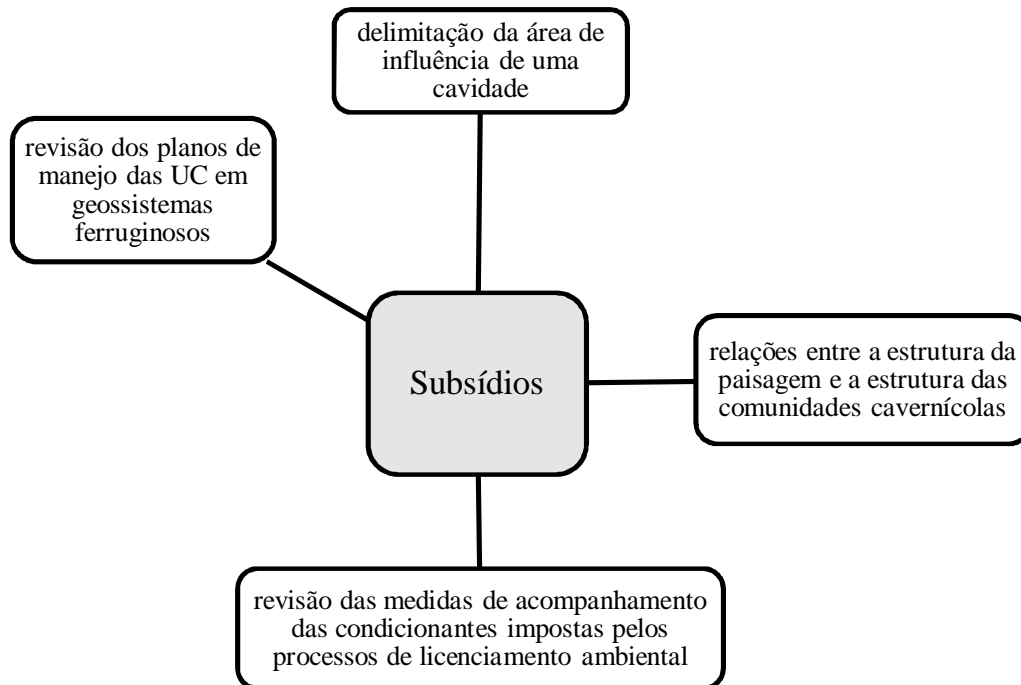 delimitação da área de
influência de uma
cavidade
revisão dos planos de
manejo das UC em
geossistemas
ferruginosos
Subsídios
relações entre a estrutura da
paisagem e a estrutura das
comunidades cavernícolas
revisão das medidas de acompanhamento
das condicionantes impostas pelos
processos de licenciamento ambiental